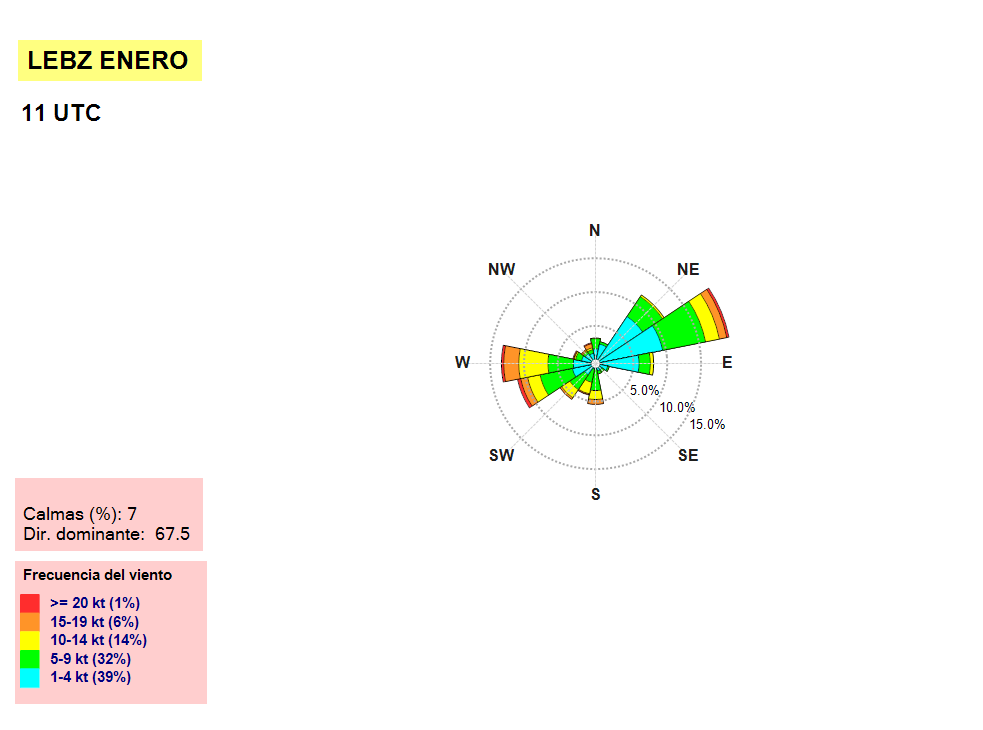 LEBZ ENERO
11 UTC
N
NW
NE
W
E
5.0%
10.0%
15.0%
SW
SE
S
Calmas (%): 7
Dir. dominante:  67.5
Frecuencia del viento
>= 20 kt (1%)
15-19 kt (6%)
10-14 kt (14%)
5-9 kt (32%)
1-4 kt (39%)